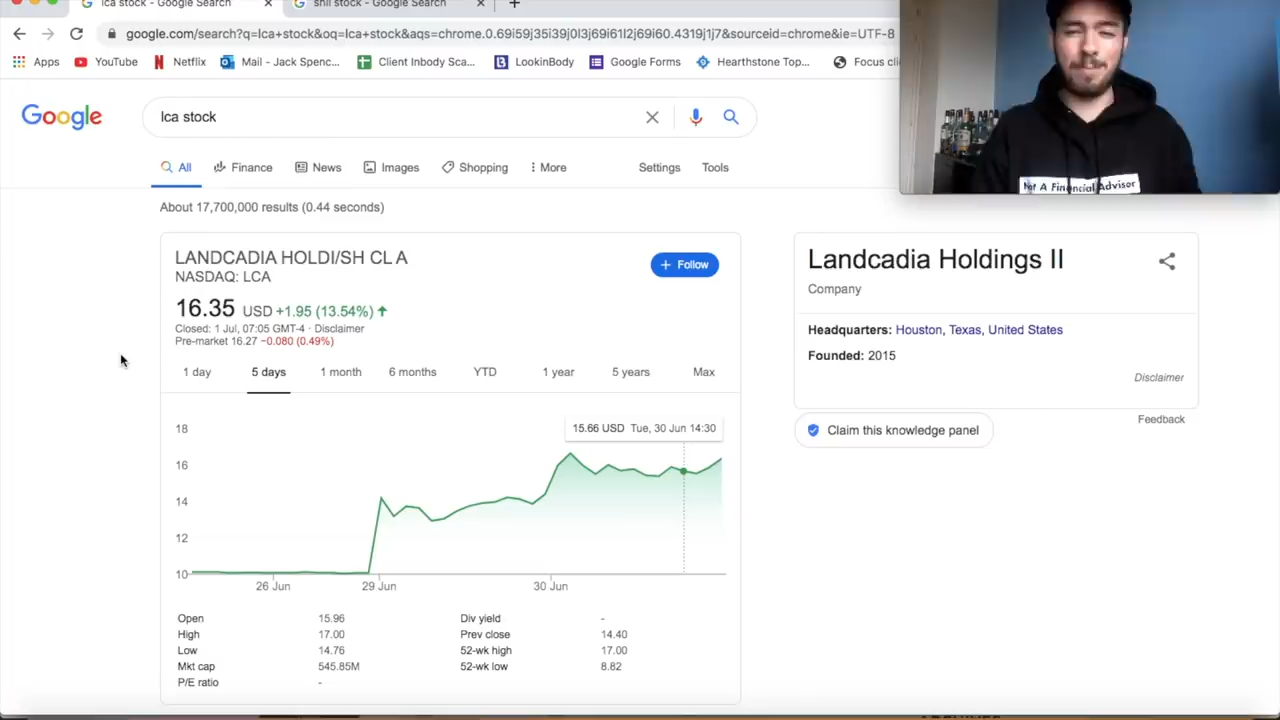 lca stock - Google Search
shll stock - Google Search
google.com/search?q=lca+stock&oq=lca+stock&aqs=chrome.0.69i59j35i39j0l3j69i61l2j69i60.4319j1j7&sourceid=chrome&ie=UTF-8
Apps YouTube Netflix Mail - Jack Spenc... Client Inbody Sca... LookinBody Google Forms Hearthstone Top... Focus cli
Google
lca stock
All Finance News Images Shopping More Settings Tools
About 17,700,000 results (0.44 seconds)
Not A Financial Advisor
LANDCADIA HOLDI/SH CL A
NASDAQ: LCA
+ Follow
16.35 USD +1.95 (13.54%)
Closed: 1 Jul, 07:05 GMT-4 · Disclaimer
Pre-market 16.27 −0.080 (0.49%)
1 day 5 days 1 month 6 months YTD 1 year 5 years Max
15.66 USD Tue, 30 Jun 14:30
18
16
14
12
10
26 Jun 29 Jun 30 Jun
Open 15.96 Div yield -
High 17.00 Prev close 14.40
Low 14.76 52-wk high 17.00
Mkt cap 545.85M 52-wk low 8.82
P/E ratio -
Landcadia Holdings II
Company
Headquarters: Houston, Texas, United States
Founded: 2015
Disclaimer
Feedback
Claim this knowledge panel